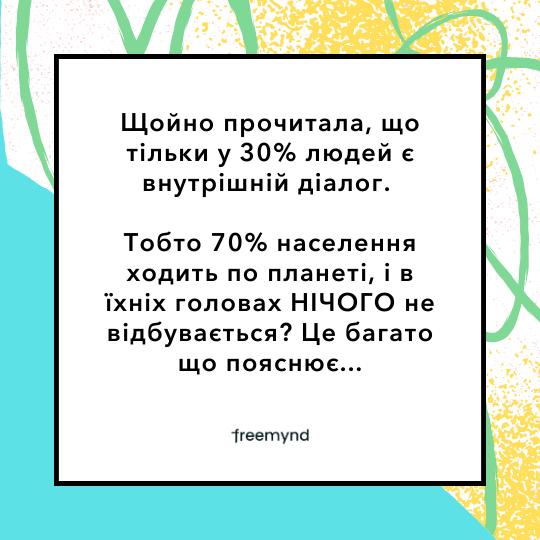 Щойно прочитала, що
тільки у 30% людей є
внутрішній діалог.
Тобто 70% населення
ходить по планеті, і в
їхніх головах НІЧОГО не
відбувається? Це багато
що пояснює...
freemynd